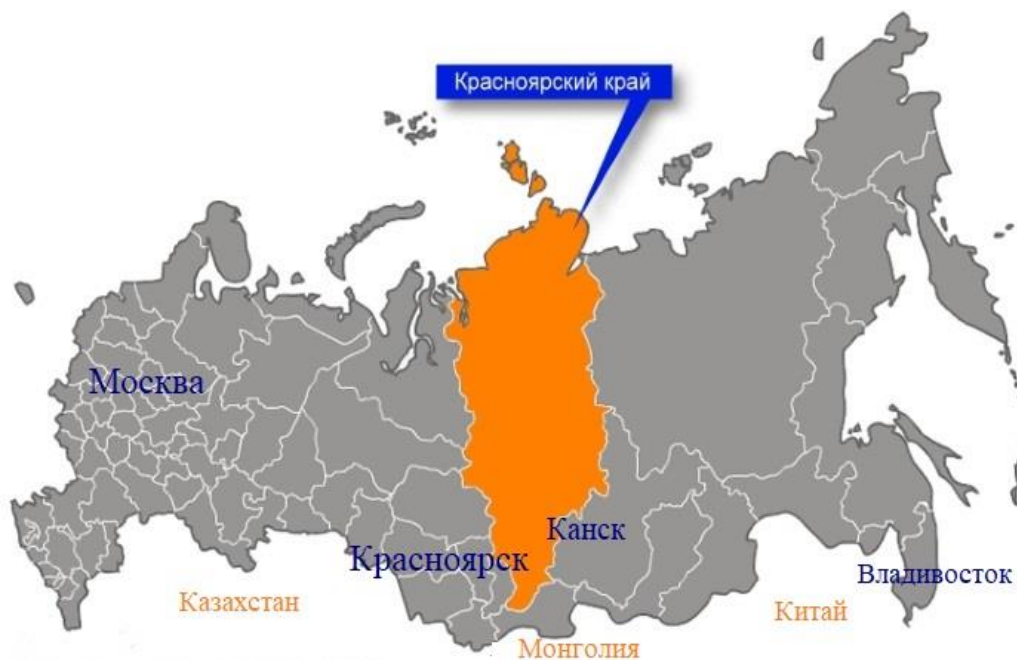 Красноярский край
Москва
Канск
Красноярск
Владивосток
Казахстан
Китай
Монголия